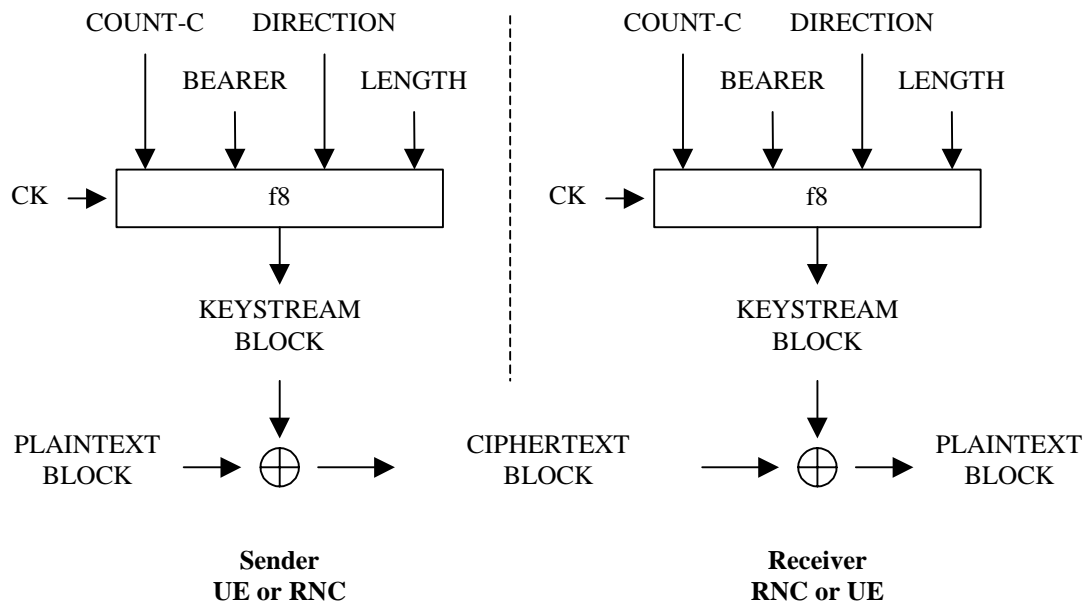 COUNT-C DIRECTION
BEARER LENGTH
CK
f8
KEYSTREAM
BLOCK
PLAINTEXT
BLOCK
CIPHERTEXT
BLOCK
Sender
UE or RNC
COUNT-C DIRECTION
BEARER LENGTH
CK
f8
KEYSTREAM
BLOCK
PLAINTEXT
BLOCK
Receiver
RNC or UE